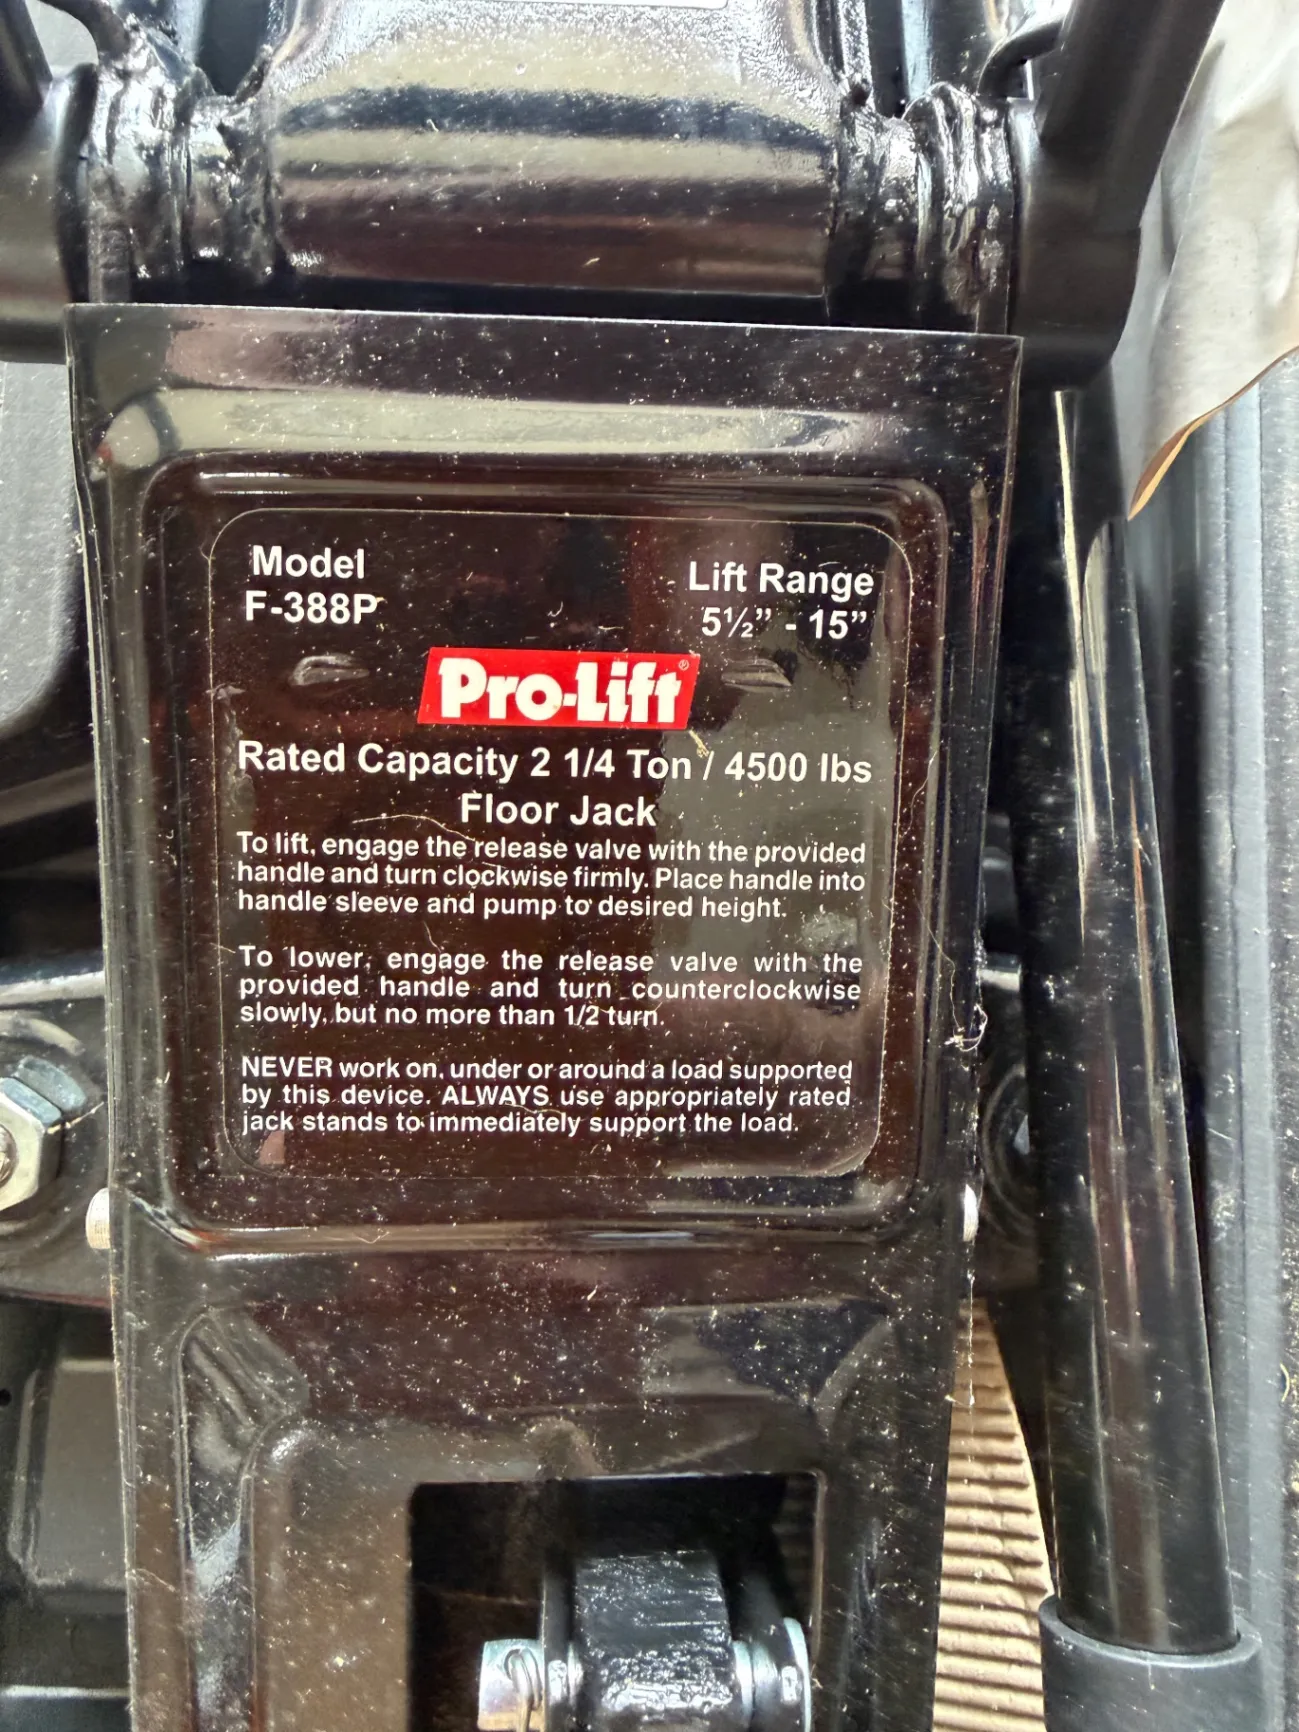 Model
F-388P
Lift Range
5½” - 15”
Pro-Lift®
Rated Capacity 2 1/4 Ton / 4500 lbs
Floor Jack
To lift, engage the release valve with the provided
handle and turn clockwise firmly. Place handle into
handle sleeve and pump to desired height.
To lower, engage the release valve with the
provided handle and turn counterclockwise
slowly, but no more than 1/2 turn.
NEVER work on, under or around a load supported
by this device. ALWAYS use appropriately rated
jack stands to immediately support the load.